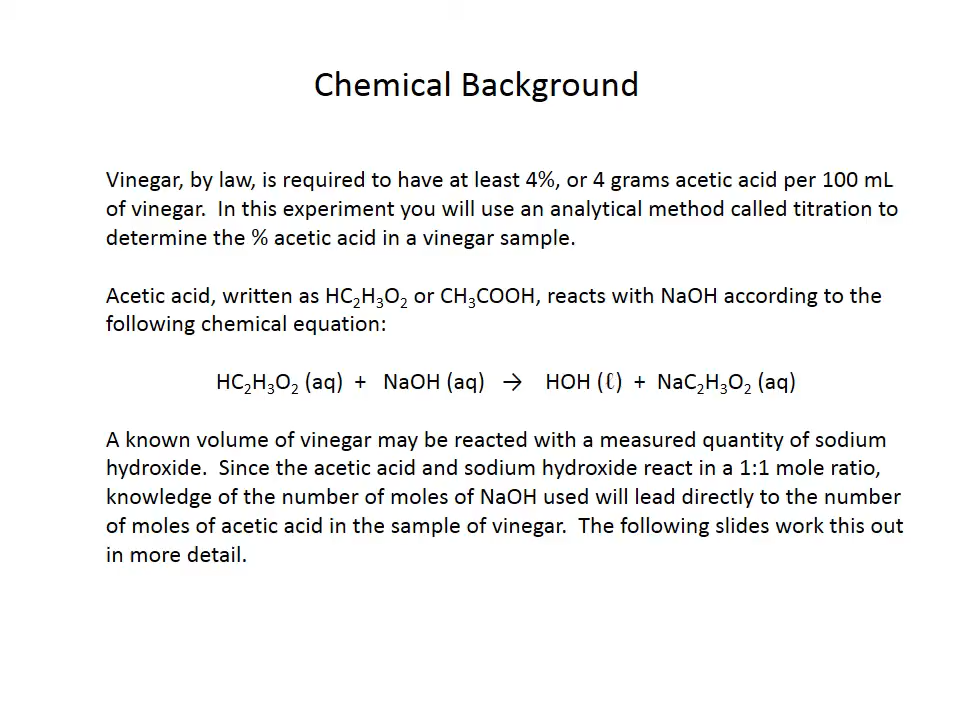 Chemical Background
Vinegar, by law, is required to have at least 4%, or 4 grams acetic acid per 100 mL
of vinegar.  In this experiment you will use an analytical method called titration to
determine the % acetic acid in a vinegar sample.
Acetic acid, written as HC₂H₃O₂ or CH₃COOH, reacts with NaOH according to the
following chemical equation:
HC₂H₃O₂ (aq)  +  NaOH (aq)  →  HOH (ℓ)  +  NaC₂H₃O₂ (aq)
A known volume of vinegar may be reacted with a measured quantity of sodium
hydroxide.  Since the acetic acid and sodium hydroxide react in a 1:1 mole ratio,
knowledge of the number of moles of NaOH used will lead directly to the number
of moles of acetic acid in the sample of vinegar.  The following slides work this out
in more detail.